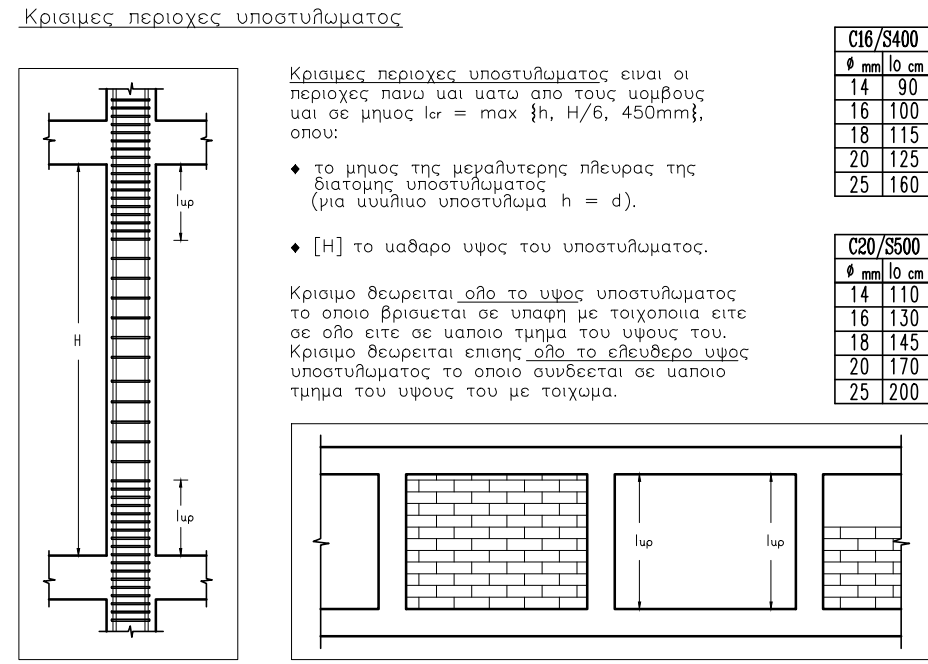 Κρισιμες περιοχες υποστυλωματος
Κρισιμες περιοχες υποστυλωματος ειναι οι
περιοχες πανω και κατω απο τους κομβους
και σε μηκος lcr = max {h, H/6, 450mm},
οπου:
♦ το μηκος της μεγαλυτερης πλευρας της
διατομης υποστυλωματος
(για κυκλικο υποστυλωμα h = d).
♦ [H] το καθαρο υψος του υποστυλωματος.
Κρισιμο θεωρειται ολο το υψος υποστυλωματος
το οποιο βρισκεται σε υπαφη με τοιχοποιια ειτε
σε ολο ειτε σε καποιο τμημα του υψους του.
Κρισιμο θεωρειται επισης ολο το ελευθερο υψος
υποστυλωματος το οποιο συνδεεται σε καποιο
τμημα του υψους του με τοιχωμα.
C16/S400
ø mm lo cm
14 90
16 100
18 115
20 125
25 160
C20/S500
ø mm lo cm
14 110
16 130
18 145
20 170
25 200
lκρ
H
lκρ
lκρ
lκρ